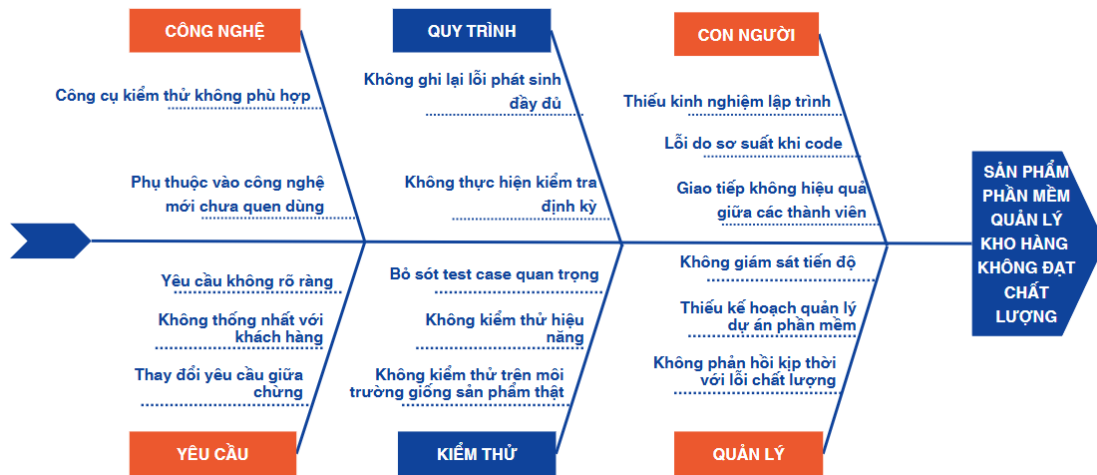 CÔNG NGHỆ
QUY TRÌNH
CON NGƯỜI
Công cụ kiểm thử không phù hợp
Phụ thuộc vào công nghệ
mới chưa quen dùng
Không ghi lại lỗi phát sinh
đầy đủ
Không thực hiện kiểm tra
định kỳ
Thiếu kinh nghiệm lập trình
Lỗi do sơ suất khi code
Giao tiếp không hiệu quả
giữa các thành viên
SẢN PHẨM
PHẦN MỀM
QUẢN LÝ
KHO HÀNG
KHÔNG ĐẠT
CHẤT
LƯỢNG
Yêu cầu không rõ ràng
Không thống nhất với
khách hàng
Thay đổi yêu cầu giữa
chừng
Bỏ sót test case quan trọng
Không kiểm thử hiệu
năng
Không kiểm thử trên môi
trường giống sản phẩm thật
Không giám sát tiến độ
Thiếu kế hoạch quản lý
dự án phần mềm
Không phản hồi kịp thời
với lỗi chất lượng
YÊU CẦU
KIỂM THỬ
QUẢN LÝ